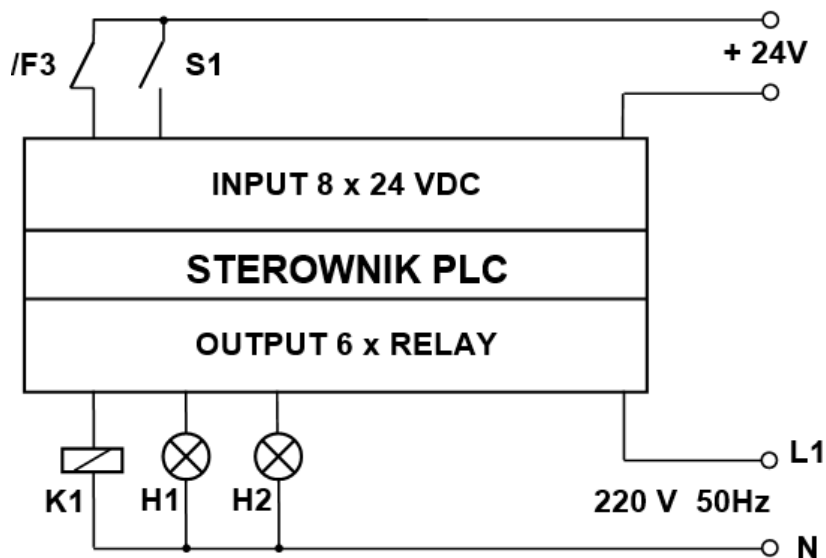 /F3
S1
+ 24V
INPUT 8 x 24 VDC
STEROWNIK PLC
OUTPUT 6 x RELAY
K1
H1
H2
L1
220 V 50Hz
N